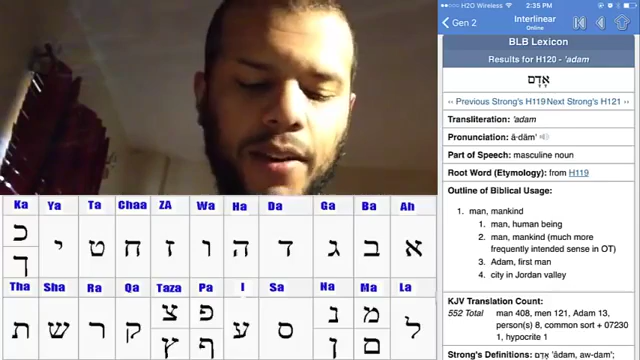 H2O Wireless 2:35 PM
Gen 2 Interlinear
Online
BLB Lexicon
Results for H120 - 'adam
אָדָם
‹‹ Previous Strong's H119 Next Strong's H121 ››
Transliteration: 'adam
Pronunciation: ä·däm'
Part of Speech: masculine noun
Root Word (Etymology): from H119
Outline of Biblical Usage:
1. man, mankind
1. man, human being
2. man, mankind (much more
frequently intended sense in OT)
3. Adam, first man
4. city in Jordan valley
KJV Translation Count:
552 Total man 408, men 121, Adam 13,
person(s) 8, common sort + 07230
1, hypocrite 1
Strong's Definitions: אָדָם ʼâdâm, aw-dam';
Ka Ya Ta Chaa ZA Wa Ha Da Ga Ba Ah
א ב ג ד ה ו ז ח ט י כ
ך
Tha Sha Ra Qa Taza Pa I Sa Na Ma La
ל מ נ ס ע פ צ ק ר ש ת
ם ן ף ץ